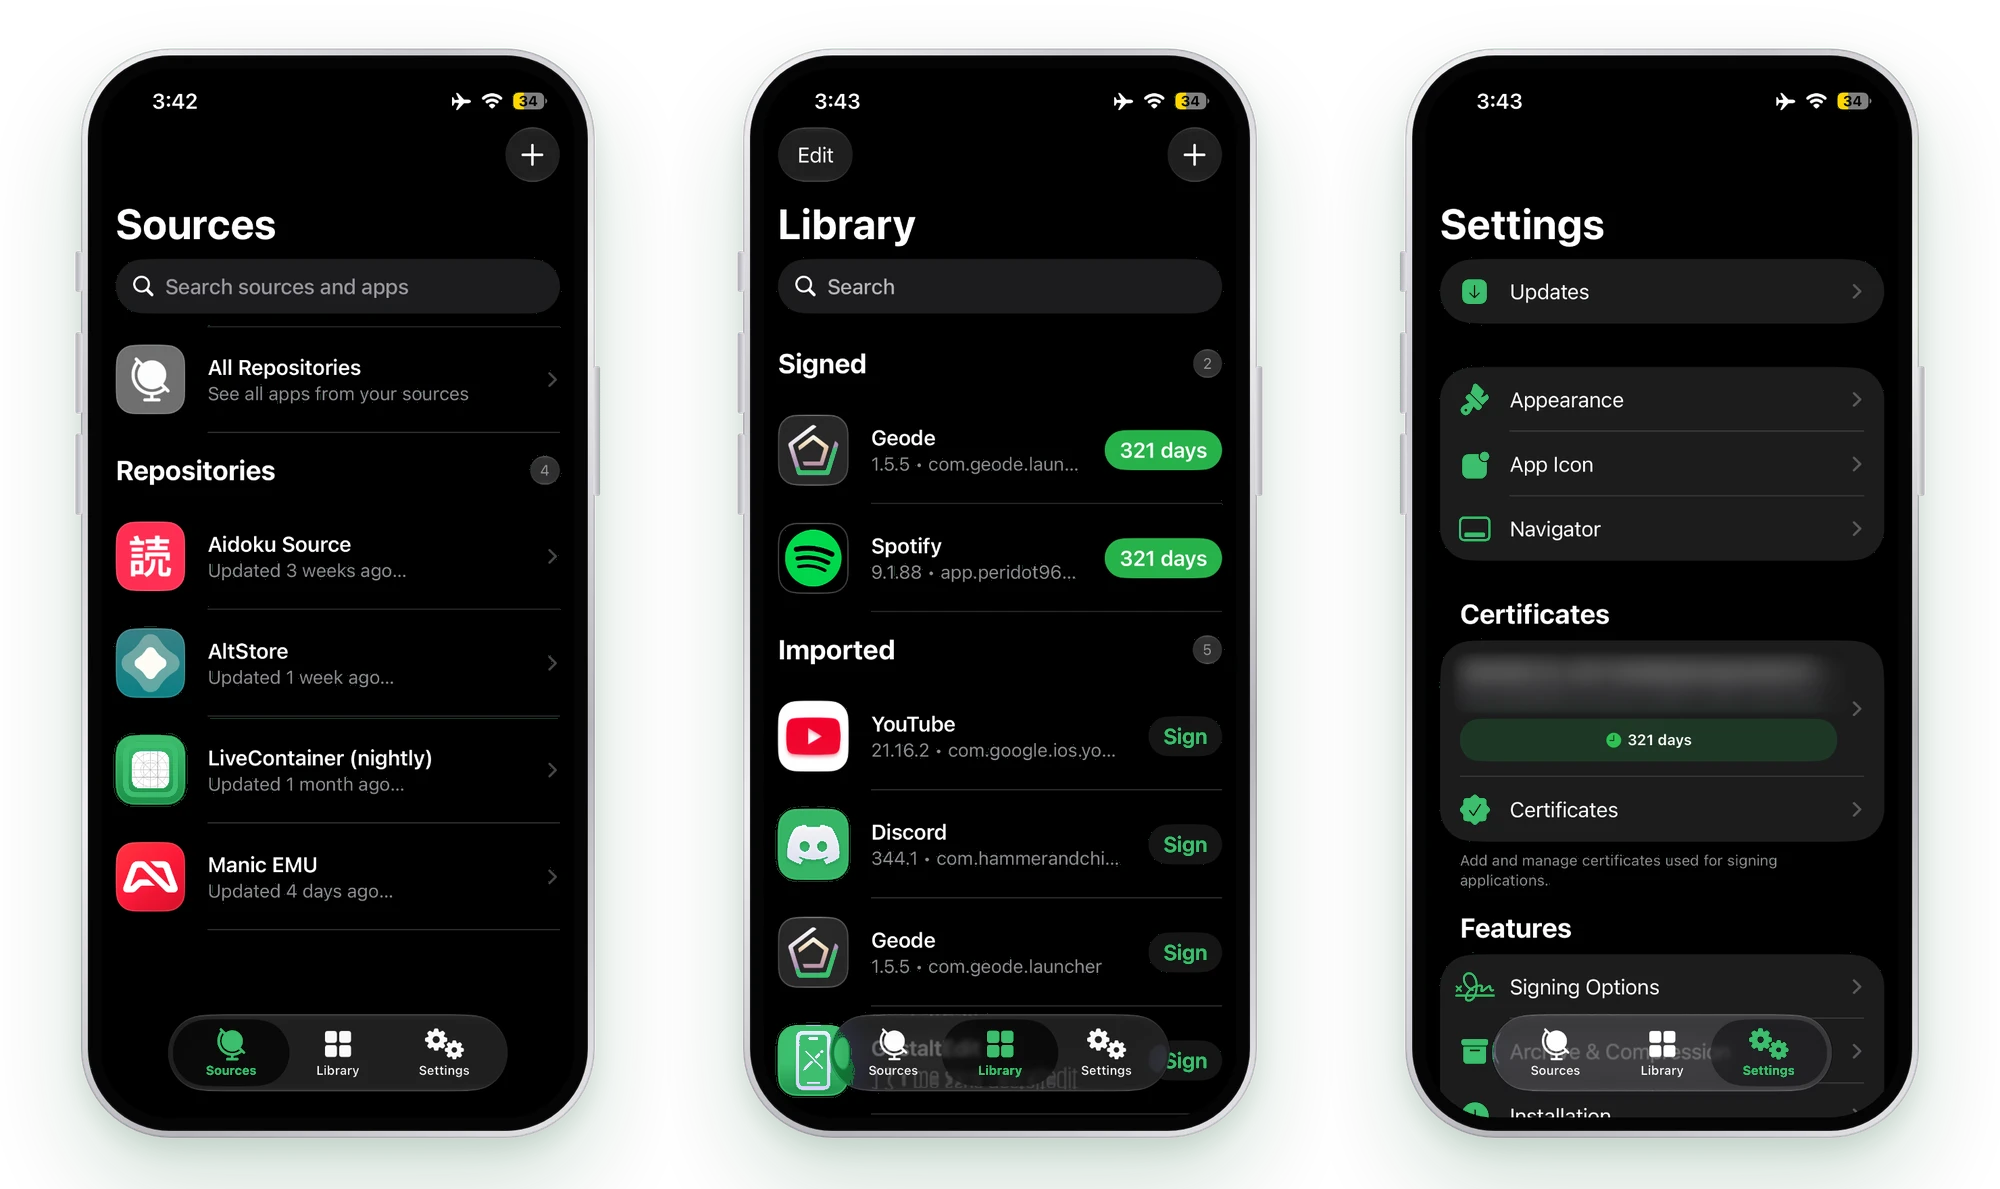 3:42
34
Sources
Search sources and apps
All Repositories
See all apps from your sources
Repositories
4
読
Aidoku Source
Updated 3 weeks ago...
AltStore
Updated 1 week ago...
LiveContainer (nightly)
Updated 1 month ago...
Manic EMU
Updated 4 days ago...
Sources
Library
Settings
3:43
34
Edit
Library
Search
Signed
2
Geode
1.5.5 • com.geode.laun...
321 days
Spotify
9.1.88 • app.peridot96...
321 days
Imported
5
YouTube
21.16.2 • com.google.ios.yo...
Sign
Discord
344.1 • com.hammerandchi...
Sign
Geode
1.5.5 • com.geode.launcher
Sign
Sign
Sources
Library
Settings
3:43
34
Settings
Updates
Appearance
App Icon
Navigator
Certificates
321 days
Certificates
Add and manage certificates used for signing
applications.
Features
Signing Options
Archive & Compression
Sources
Library
Settings
Installation